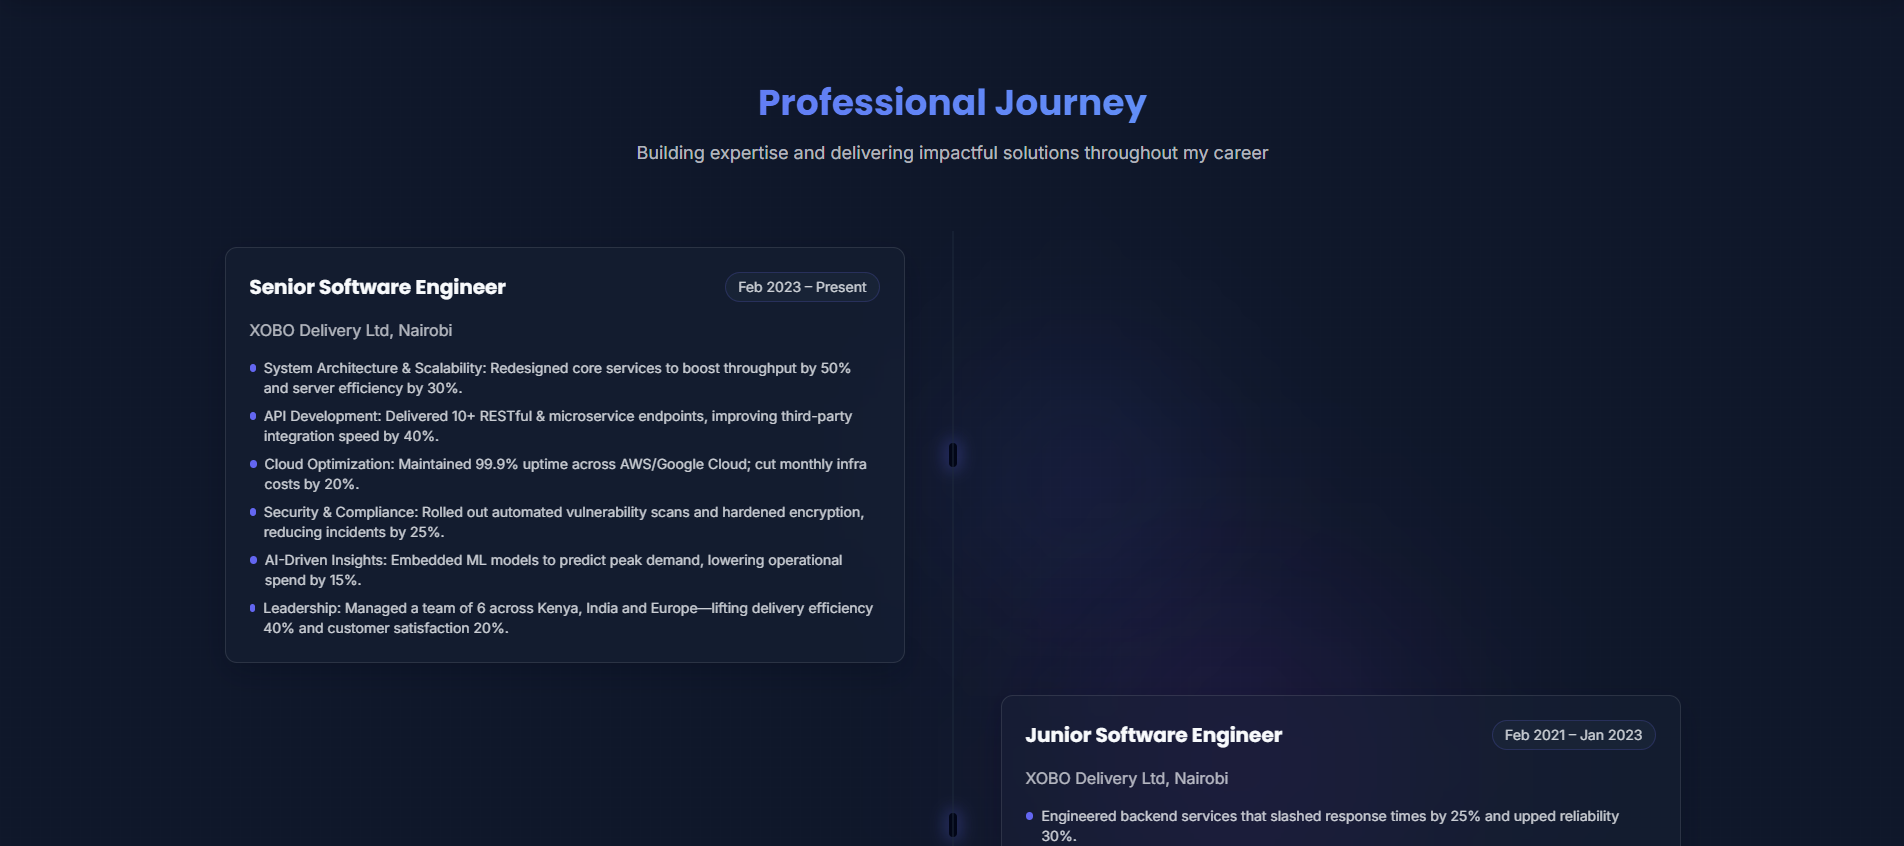 Professional Journey
Building expertise and delivering impactful solutions throughout my career
Senior Software Engineer
Feb 2023 – Present
XOBO Delivery Ltd, Nairobi
System Architecture & Scalability: Redesigned core services to boost throughput by 50%
and server efficiency by 30%.
API Development: Delivered 10+ RESTful & microservice endpoints, improving third-party
integration speed by 40%.
Cloud Optimization: Maintained 99.9% uptime across AWS/Google Cloud; cut monthly infra
costs by 20%.
Security & Compliance: Rolled out automated vulnerability scans and hardened encryption,
reducing incidents by 25%.
AI-Driven Insights: Embedded ML models to predict peak demand, lowering operational
spend by 15%.
Leadership: Managed a team of 6 across Kenya, India and Europe—lifting delivery efficiency
40% and customer satisfaction 20%.
Junior Software Engineer
Feb 2021 – Jan 2023
XOBO Delivery Ltd, Nairobi
Engineered backend services that slashed response times by 25% and upped reliability
30%.